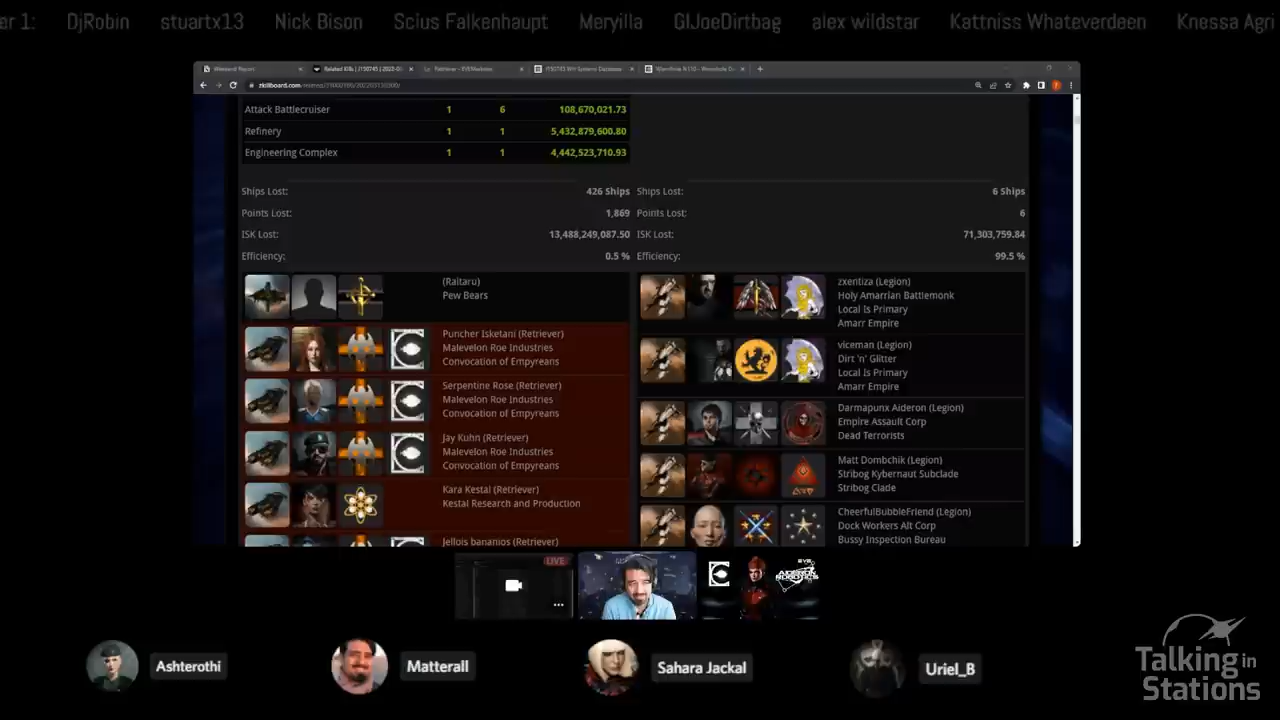 er 1: DjRobin stuartx13 Nick Bison Scius Falkenhaupt Meryilla GIJoeDirtbag alex wildstar Kattniss Whateverdeen Knessa Agri
Related Kills | J150745 | 2022-0
Attack Battlecruiser 1 6 108,670,021.73
Refinery 1 1 5,432,879,600.80
Engineering Complex 1 1 4,442,523,710.93
Ships Lost: 426 Ships Ships Lost: 6 Ships
Points Lost: 1,869 Points Lost: 6
ISK Lost: 13,488,249,087.50 ISK Lost: 71,303,759.84
Efficiency: 0.5 % Efficiency: 99.5 %
(Raitaru)
Pew Bears
Puncher Isketani (Retriever)
Malevelon Roe Industries
Convocation of Empyreans
Serpentine Rose (Retriever)
Malevelon Roe Industries
Convocation of Empyreans
Jay Kuhn (Retriever)
Malevelon Roe Industries
Convocation of Empyreans
Kara Kestal (Retriever)
Kestal Research and Production
Jellois bananios (Retriever)
zxentiza (Legion)
Holy Amarrian Battlemonk
Local Is Primary
Amarr Empire
viceman (Legion)
Dirt 'n' Glitter
Local Is Primary
Amarr Empire
Darmapunx Aideron (Legion)
Empire Assault Corp
Dead Terrorists
Matt Dombchik (Legion)
Stribog Kybernaut Subclade
Stribog Clade
CheerfulBubbleFriend (Legion)
Dock Workers Alt Corp
Bussy Inspection Bureau
LIVE
EVE
AIDERON
ROBOTICS
Ashterothi
Matterall
Sahara Jackal
Uriel_B
Talking in
Stations